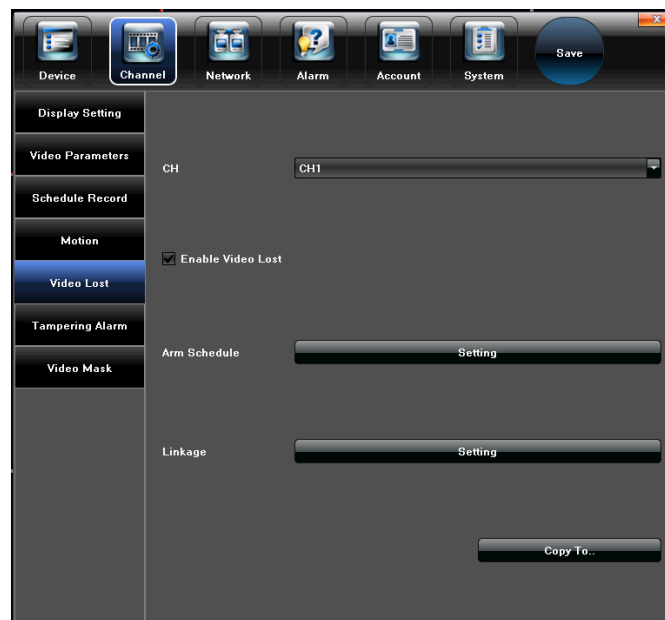 Device
Channel
Network
Alarm
Account
System
Save
Display Setting
Video Parameters
Schedule Record
Motion
Video Lost
Tampering Alarm
Video Mask
CH
CH1
Enable Video Lost
Arm Schedule
Setting
Linkage
Setting
Copy To..